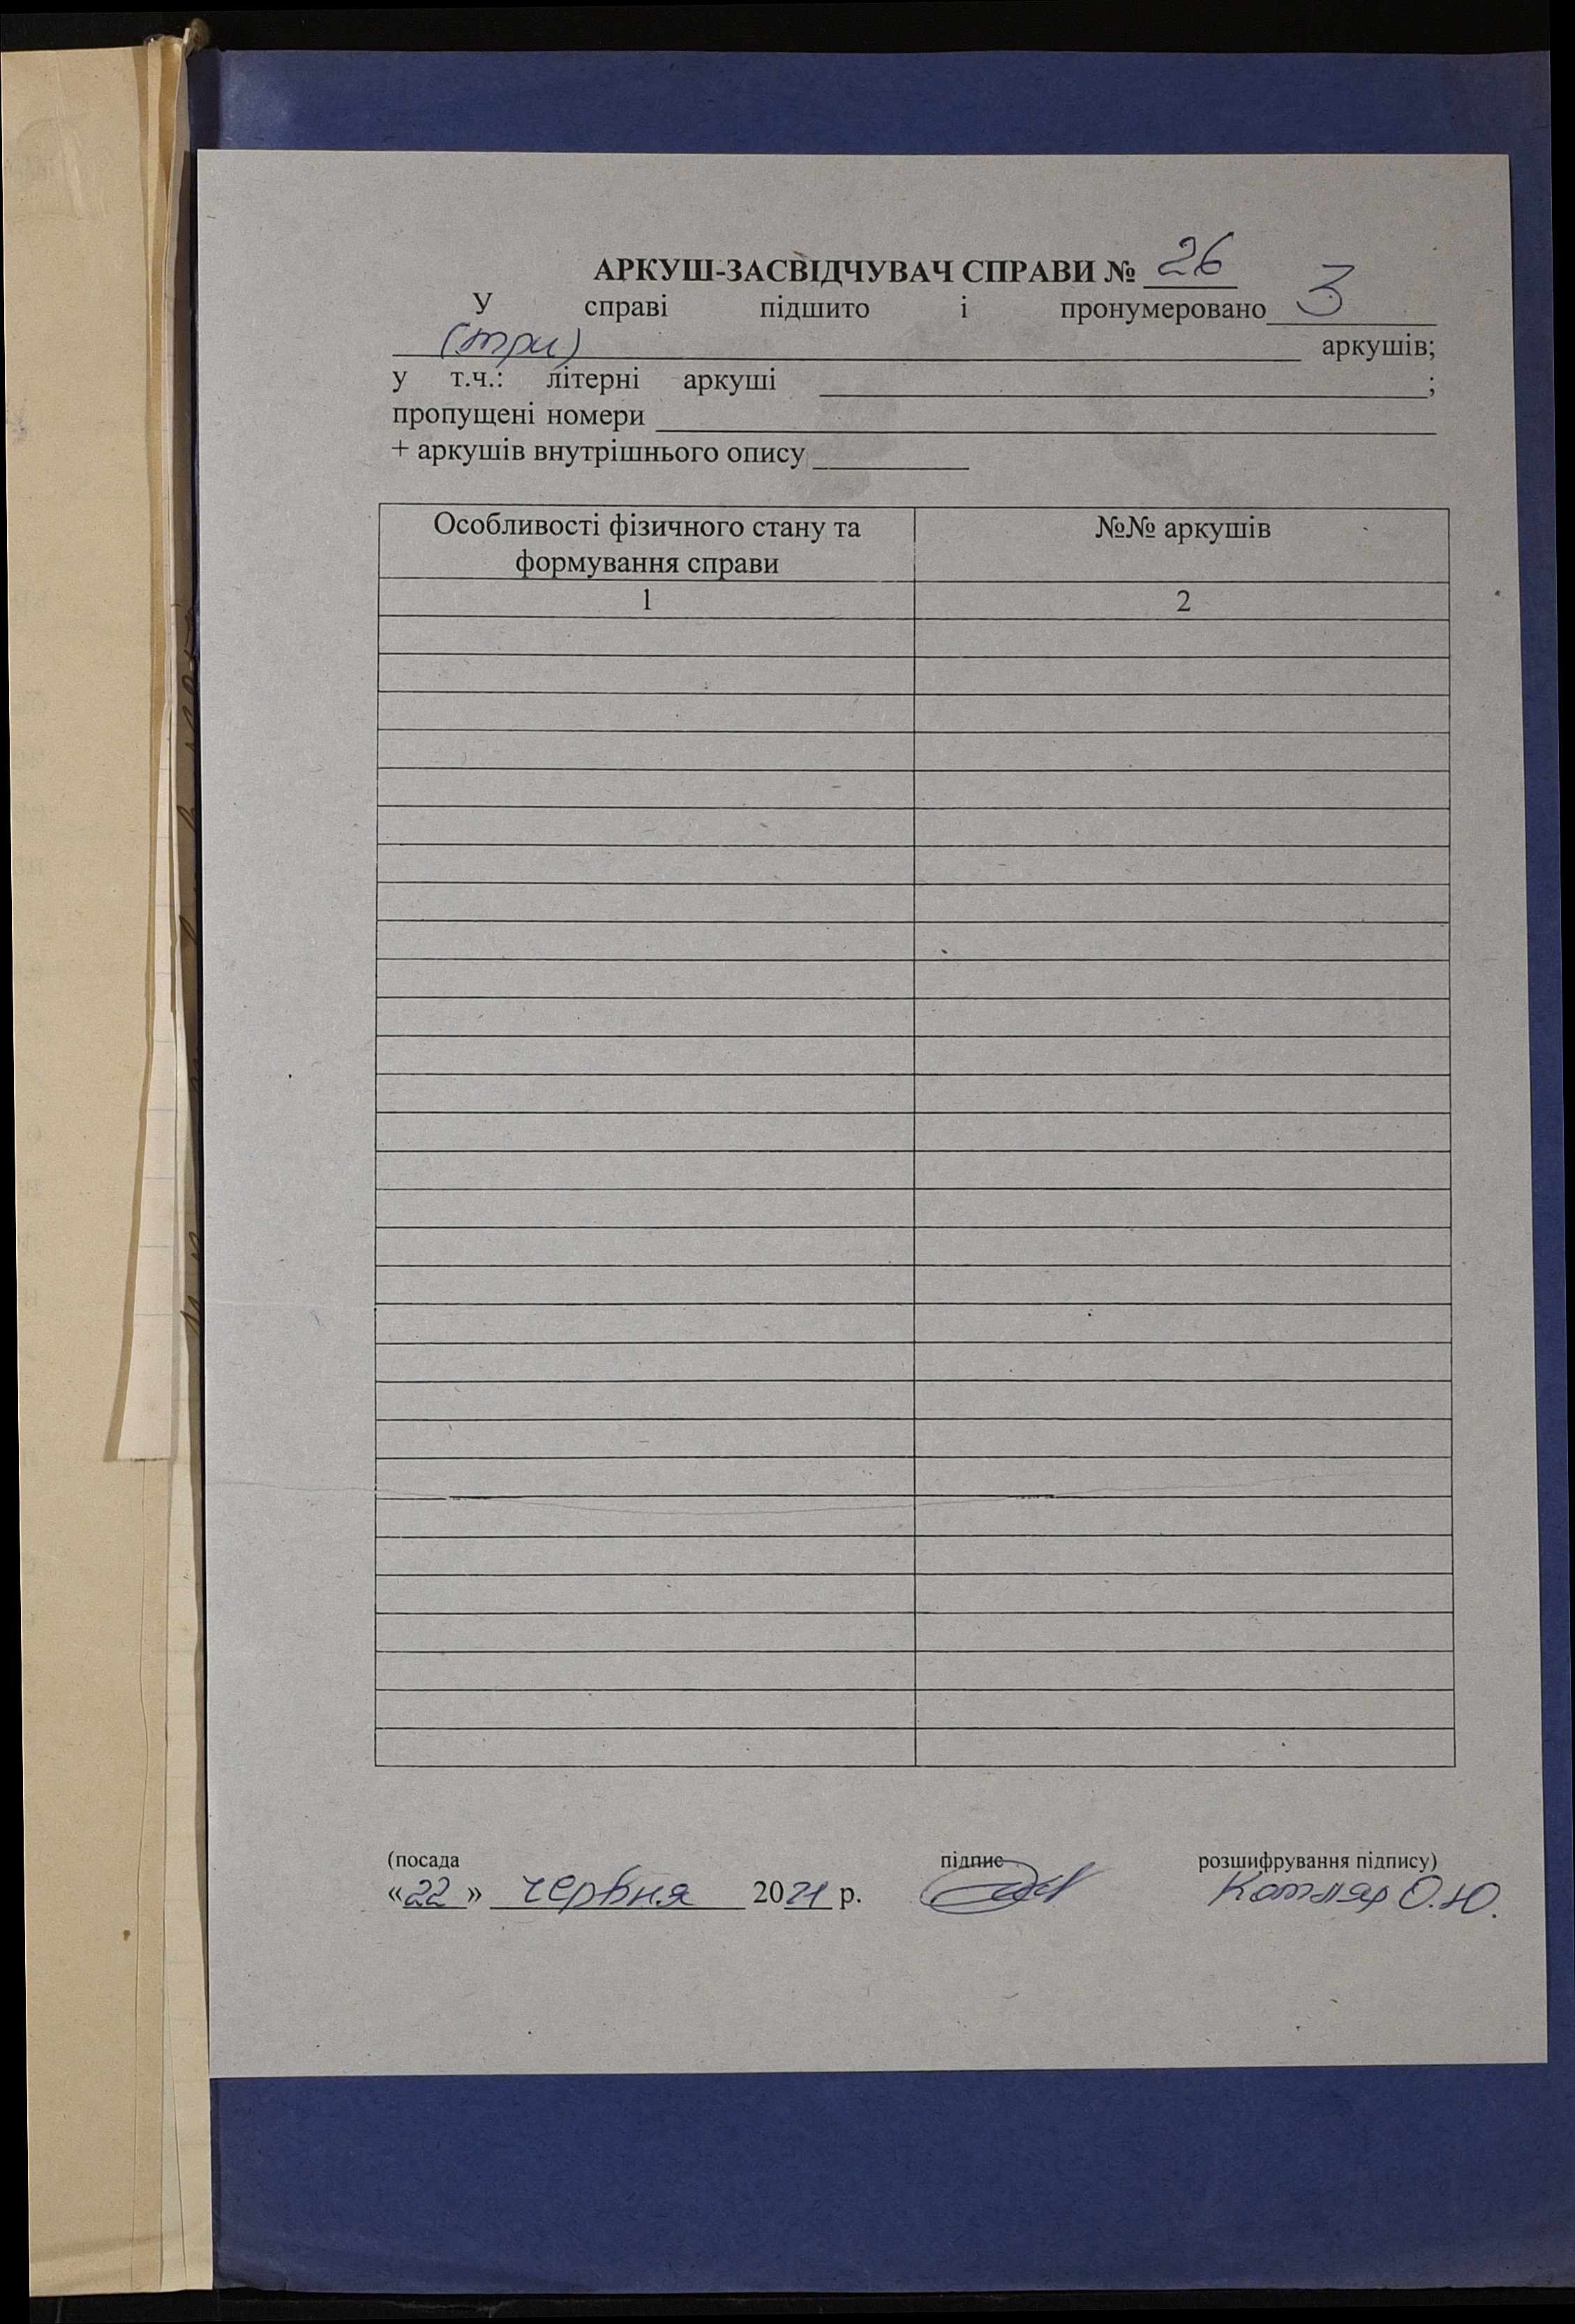 АРКУШ-ЗАСВІДЧУВАЧ СПРАВИ № 26
У справі підшито і пронумеровано 3
(три) аркушів;
у т.ч.: літерні аркуші ;
пропущені номери
+ аркушів внутрішнього опису
Особливості фізичного стану та формування справи
№№ аркушів
1 2
(посада підпис розшифрування підпису)
«22» червня 2021 р. Котляр О.Ю.